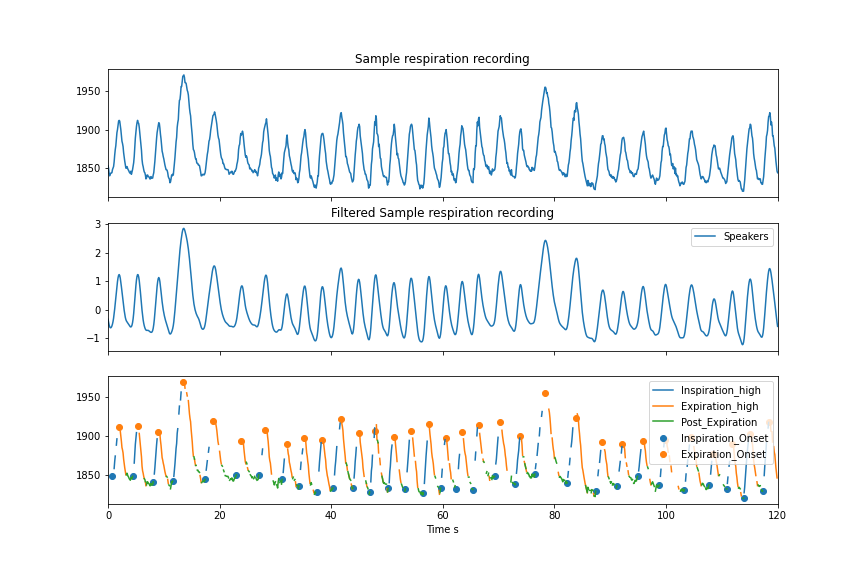 Sample respiration recording
1950
1900
1850
Filtered Sample respiration recording
3
2
1
0
−1
Speakers
1950
1900
1850
Inspiration_high
Expiration_high
Post_Expiration
Inspiration_Onset
Expiration_Onset
0 20 40 60 80 100 120
Time s